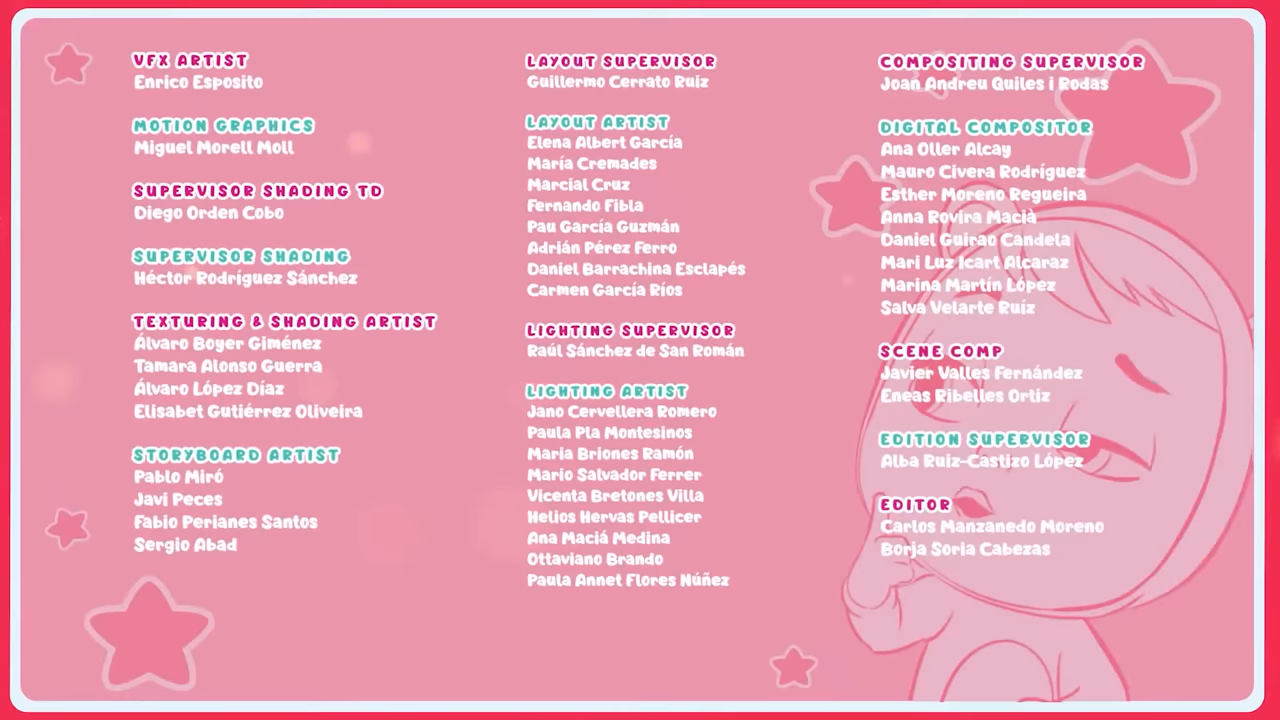 VFX ARTIST
Enrico Esposito
MOTION GRAPHICS
Miguel Morell Moll
SUPERVISOR SHADING TD
Diego Orden Cobo
SUPERVISOR SHADING
Héctor Rodríguez Sánchez
TEXTURING & SHADING ARTIST
Álvaro Boyer Giménez
Tamara Alonso Guerra
Álvaro López Díaz
Elisabet Gutiérrez Oliveira
STORYBOARD ARTIST
Pablo Miró
Javi Peces
Fabio Perianes Santos
Sergio Abad
LAYOUT SUPERVISOR
Guillermo Cerrato Ruiz
LAYOUT ARTIST
Elena Albert García
María Cremades
Marcial Cruz
Fernando Fibla
Pau García Guzmán
Adrián Pérez Ferro
Daniel Barrachina Esclapés
Carmen García Ríos
LIGHTING SUPERVISOR
Raúl Sánchez de San Román
LIGHTING ARTIST
Jano Cervellera Romero
Paula Pla Montesinos
Maria Briones Ramón
Mario Salvador Ferrer
Vicenta Bretones Villa
Helios Hervas Pellicer
Ana Maciá Medina
Ottaviano Brando
Paula Annet Flores Núñez
COMPOSITING SUPERVISOR
Joan Andreu Quiles i Rodas
DIGITAL COMPOSITOR
Ana Oller Alcay
Mauro Civera Rodríguez
Esther Moreno Regueira
Anna Rovira Macià
Daniel Guirao Candela
Mari Luz Icart Alcaraz
Marina Martín López
Salva Velarte Ruíz
SCENE COMP
Javier Valles Fernández
Eneas Ribelles Ortiz
EDITION SUPERVISOR
Alba Ruiz-Castizo López
EDITOR
Carlos Manzanedo Moreno
Borja Soria Cabezas